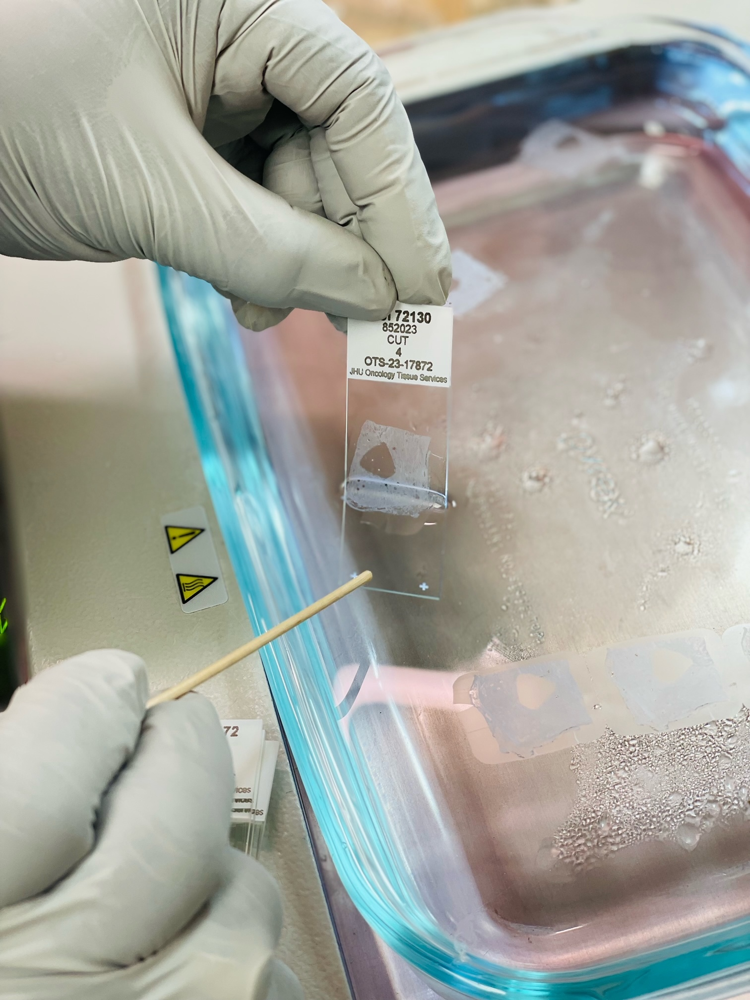 72130
852023
CUT
4
OTS-23-17872
JHU Oncology Tissue Services
72